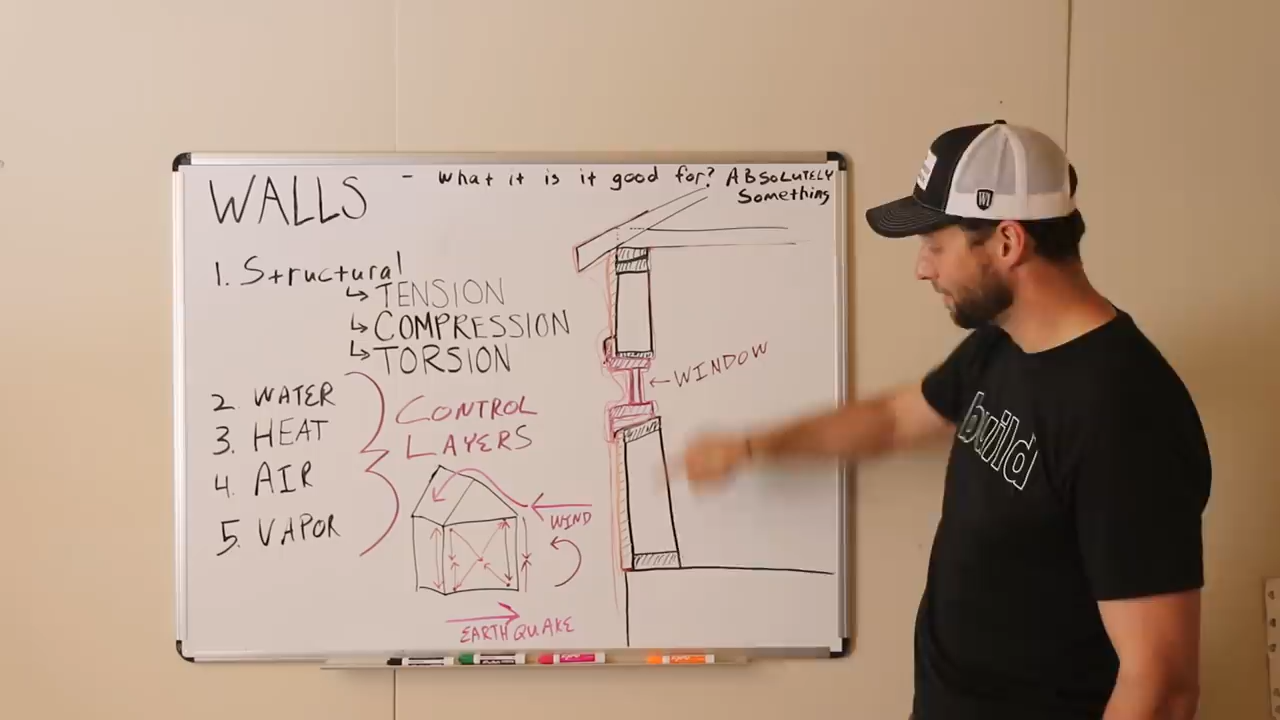 WALLS - What it is it good for? ABSOLUTELY
Something
1. Structural
↳ TENSION
↳ COMPRESSION
↳ TORSION
2. WATER
3. HEAT
4. AIR
5. VAPOR
CONTROL
LAYERS
WIND
EARTHQUAKE
← WINDOW
build